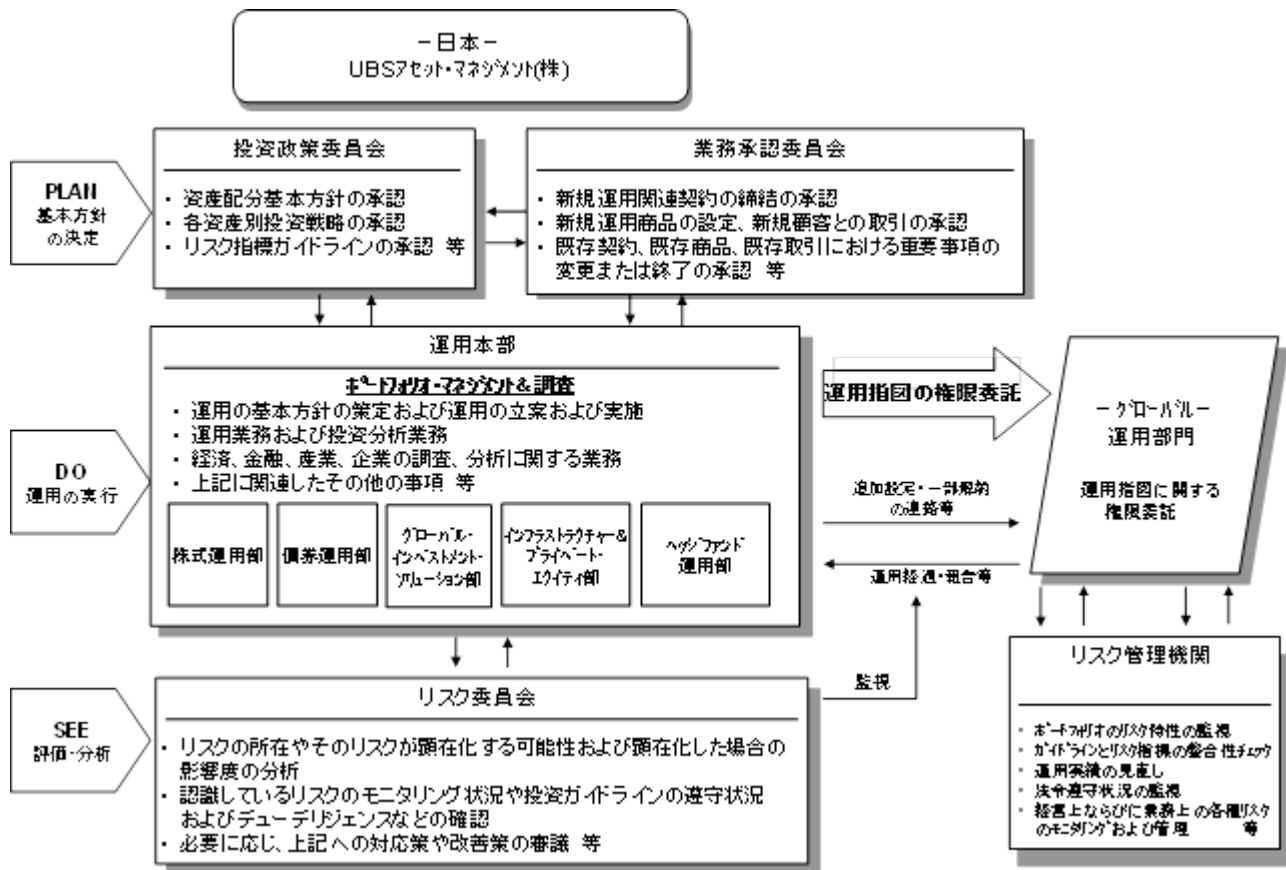 －日本－
UBSｱｾｯﾄ・ﾏﾈｼﾞﾒﾝﾄ(株)
PLAN
基本方針
の決定
投資政策委員会
・ 資産配分基本方針の承認
・ 各資産別投資戦略の承認
・ リスク指標ガイドラインの承認 等
業務承認委員会
・ 新規運用関連契約の締結の承認
・ 新規運用商品の設定、新規顧客との取引の承認
・ 既存契約、既存商品、既存取引における重要事項の
変更または終了の承認 等
DO
運用の実行
運用本部
ﾎﾟｰﾄﾌｫﾘｵ・ﾏﾈｼﾞﾒﾝﾄ＆調査
・ 運用の基本方針の策定および運用の立案および実施
・ 運用業務および投資分析業務
・ 経済、金融、産業、企業の調査、分析に関する業務
・ 上記に関連したその他の事項 等
株式運用部
債券運用部
ｸﾞﾛｰﾊﾞﾙ・
ｲﾝﾍﾞｽﾄﾒﾝﾄ・
ｿﾘｭｰｼｮﾝ部
ｲﾝﾌﾗｽﾄﾗｸﾁｬｰ＆
ﾌﾟﾗｲﾍﾞｰﾄ・
ｴｸｲﾃｨ部
ﾍｯｼﾞﾌｧﾝﾄﾞ
運用部
運用指図の権限委託
追加設定・一部解約
の連絡等
運用経過・報告等
－ｸﾞﾛｰﾊﾞﾙ－
運用部門
運用指図に関する
権限委託
SEE
評価・分析
リスク委員会
・ リスクの所在やそのリスクが顕在化する可能性および顕在化した場合の
影響度の分析
・ 認識しているリスクのモニタリング状況や投資ガイドラインの遵守状況
およびデューデリジェンスなどの確認
・ 必要に応じ、上記への対応策や改善策の審議 等
監視
リスク管理機関
・ ﾎﾟｰﾄﾌｫﾘｵのﾘｽｸ特性の監視
・ ｶﾞｲﾄﾞﾗｲﾝとﾘｽｸ指標の整合性ﾁｪｯｸ
・ 運用実績の見直し
・ 法令遵守状況の監視
・ 経営上ならびに業務上の各種ﾘｽｸ
のﾓﾆﾀﾘﾝｸﾞおよび管理 等